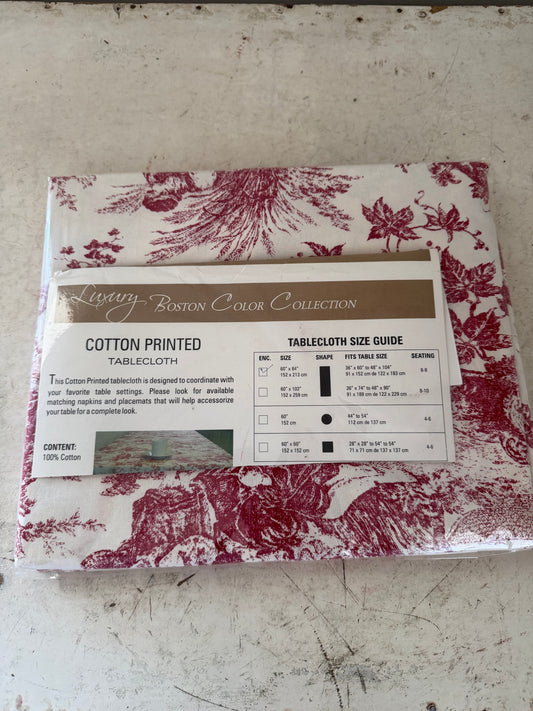 Luxury BOSTON COLOR COLLECTION
COTTON PRINTED
TABLECLOTH
This Cotton Printed tablecloth is designed to coordinate with
your favorite table settings. Please look for available
matching napkins and placemats that will help accessorize
your table for a complete look.
CONTENT:
100% Cotton
TABLECLOTH SIZE GUIDE
ENC. SIZE SHAPE FITS TABLE SIZE SEATING
60" x 84" 36" x 60" to 48" x 104" 6-8
152 x 213 cm 91 x 152 cm to 122 x 183 cm
60" x 102" 36" x 74" to 48" x 90" 8-10
152 x 259 cm 91 x 188 cm to 122 x 229 cm
60" 44" to 54" 4-6
152 cm 112 cm to 137 cm
60" x 60" 28" x 28" to 54" x 54" 4-6
152 x 152 cm 71 x 71 cm to 137 x 137 cm